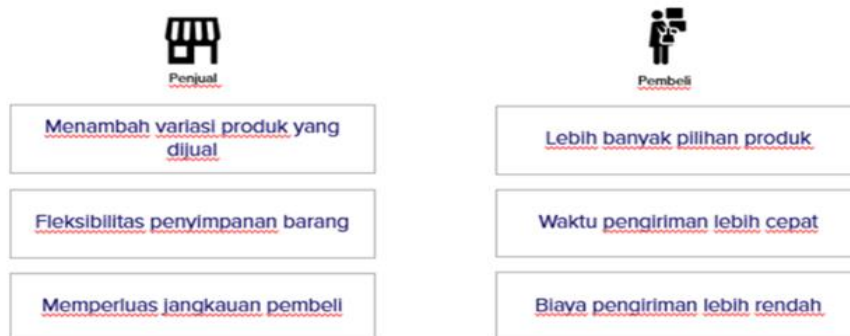 Penjual
Menambah variasi produk yang
dijual
Fleksibilitas penyimpanan barang
Memperluas jangkauan pembeli
Pembeli
Lebih banyak pilihan produk
Waktu pengiriman lebih cepat
Biaya pengiriman lebih rendah